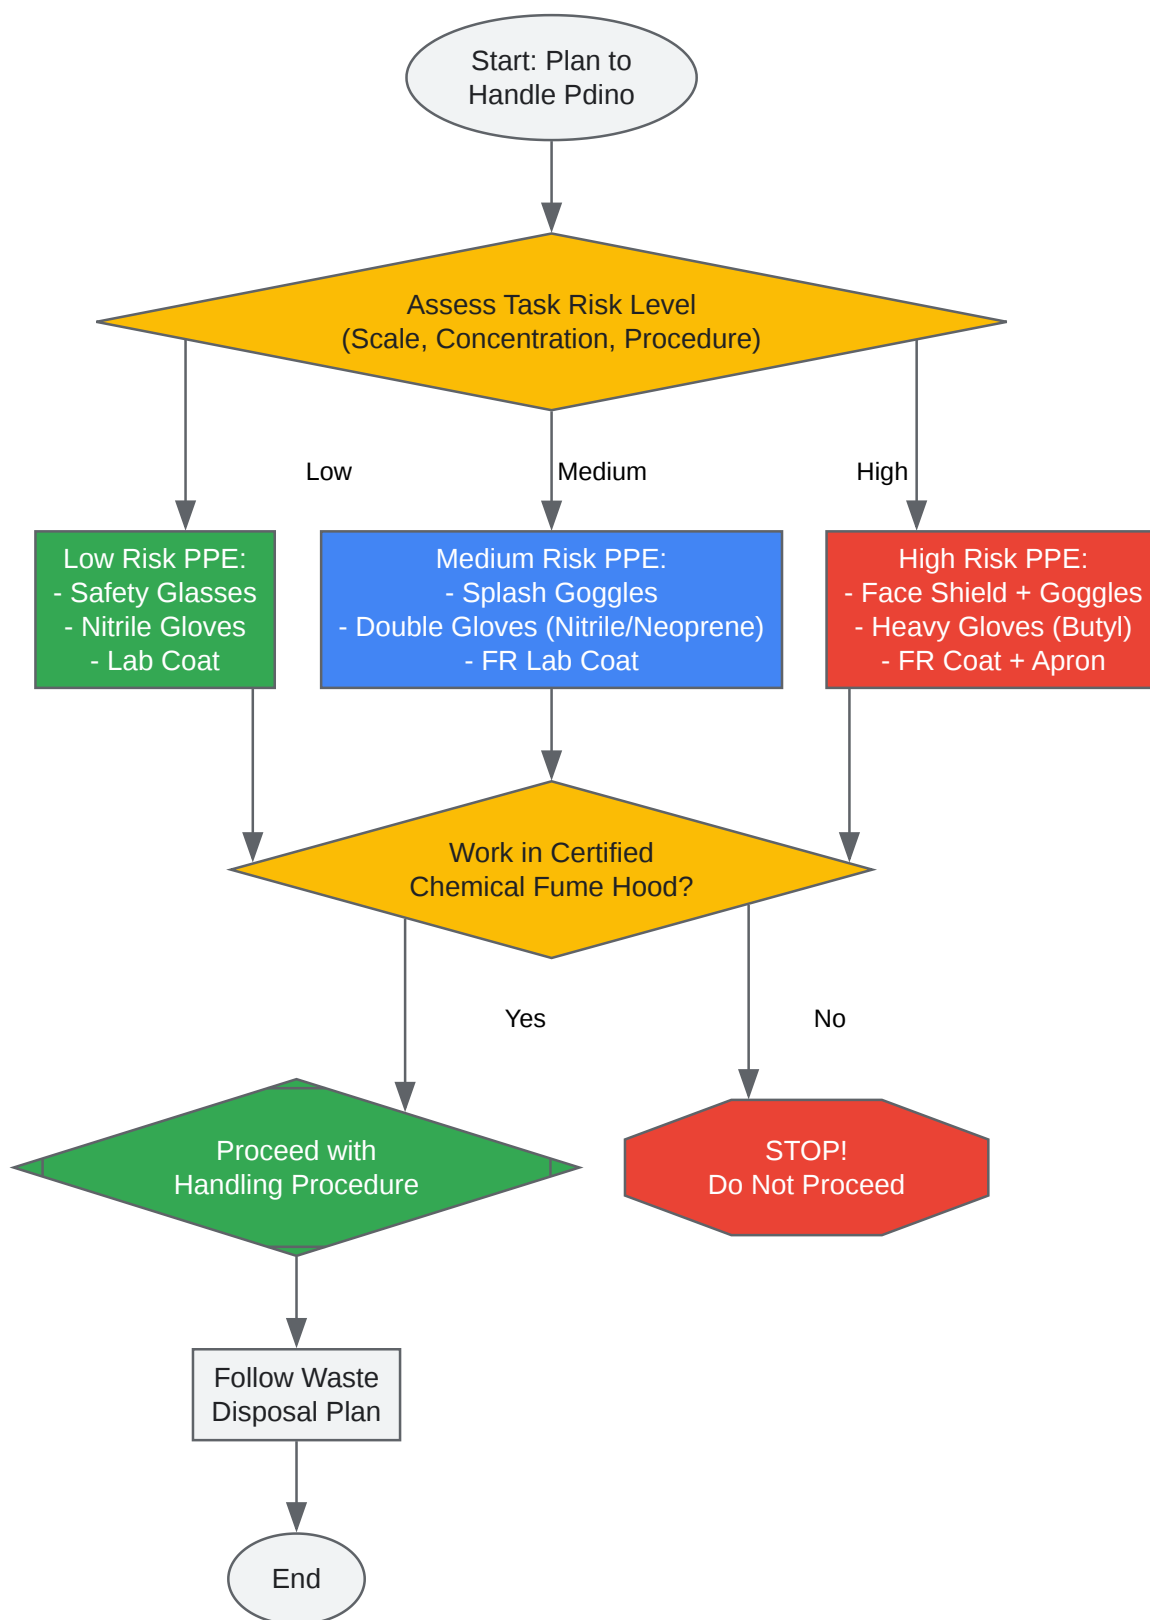 Start: Plan to
Handle Pdino
Assess Task Risk Level
(Scale, Concentration, Procedure)
Low
Medium
High
Low Risk PPE:
- Safety Glasses
- Nitrile Gloves
- Lab Coat
Medium Risk PPE:
- Splash Goggles
- Double Gloves (Nitrile/Neoprene)
- FR Lab Coat
High Risk PPE:
- Face Shield + Goggles
- Heavy Gloves (Butyl)
- FR Coat + Apron
Work in Certified
Chemical Fume Hood?
Yes
No
Proceed with
Handling Procedure
STOP!
Do Not Proceed
Follow Waste
Disposal Plan
End